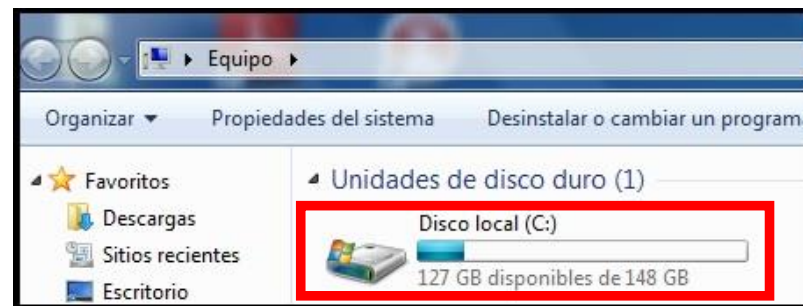 Equipo
Organizar Propiedades del sistema Desinstalar o cambiar un program
Favoritos
Descargas
Sitios recientes
Escritorio
Unidades de disco duro (1)
Disco local (C:)
127 GB disponibles de 148 GB